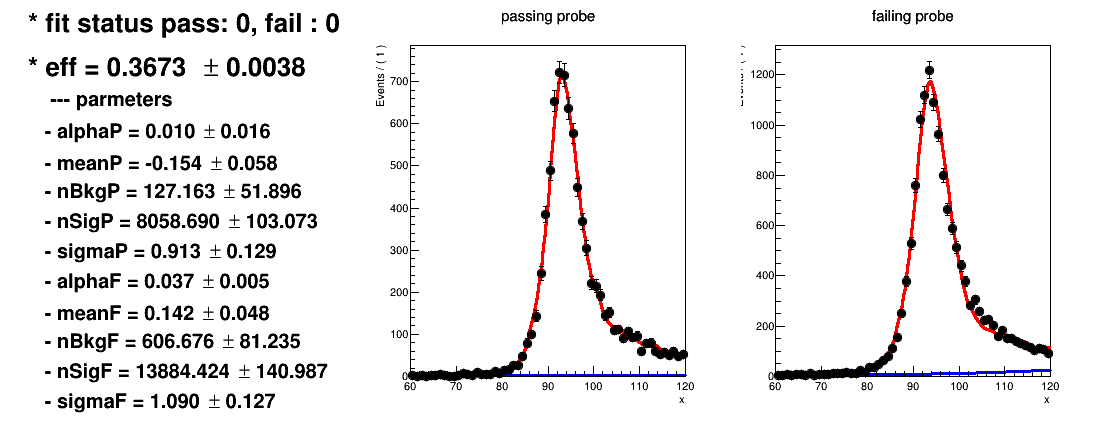 * fit status pass: 0, fail : 0
* eff = 0.3673 ± 0.0038
--- parmeters
- alphaP = 0.010 ± 0.016
- meanP = -0.154 ± 0.058
- nBkgP = 127.163 ± 51.896
- nSigP = 8058.690 ± 103.073
- sigmaP = 0.913 ± 0.129
- alphaF = 0.037 ± 0.005
- meanF = 0.142 ± 0.048
- nBkgF = 606.676 ± 81.235
- nSigF = 13884.424 ± 140.987
- sigmaF = 1.090 ± 0.127
passing probe
Events / ( 1 )
700
600
500
400
300
200
100
0
60 70 80 90 100 110 120
x
failing probe
1200
1000
800
600
400
200
0
60 70 80 90 100 110 120
x